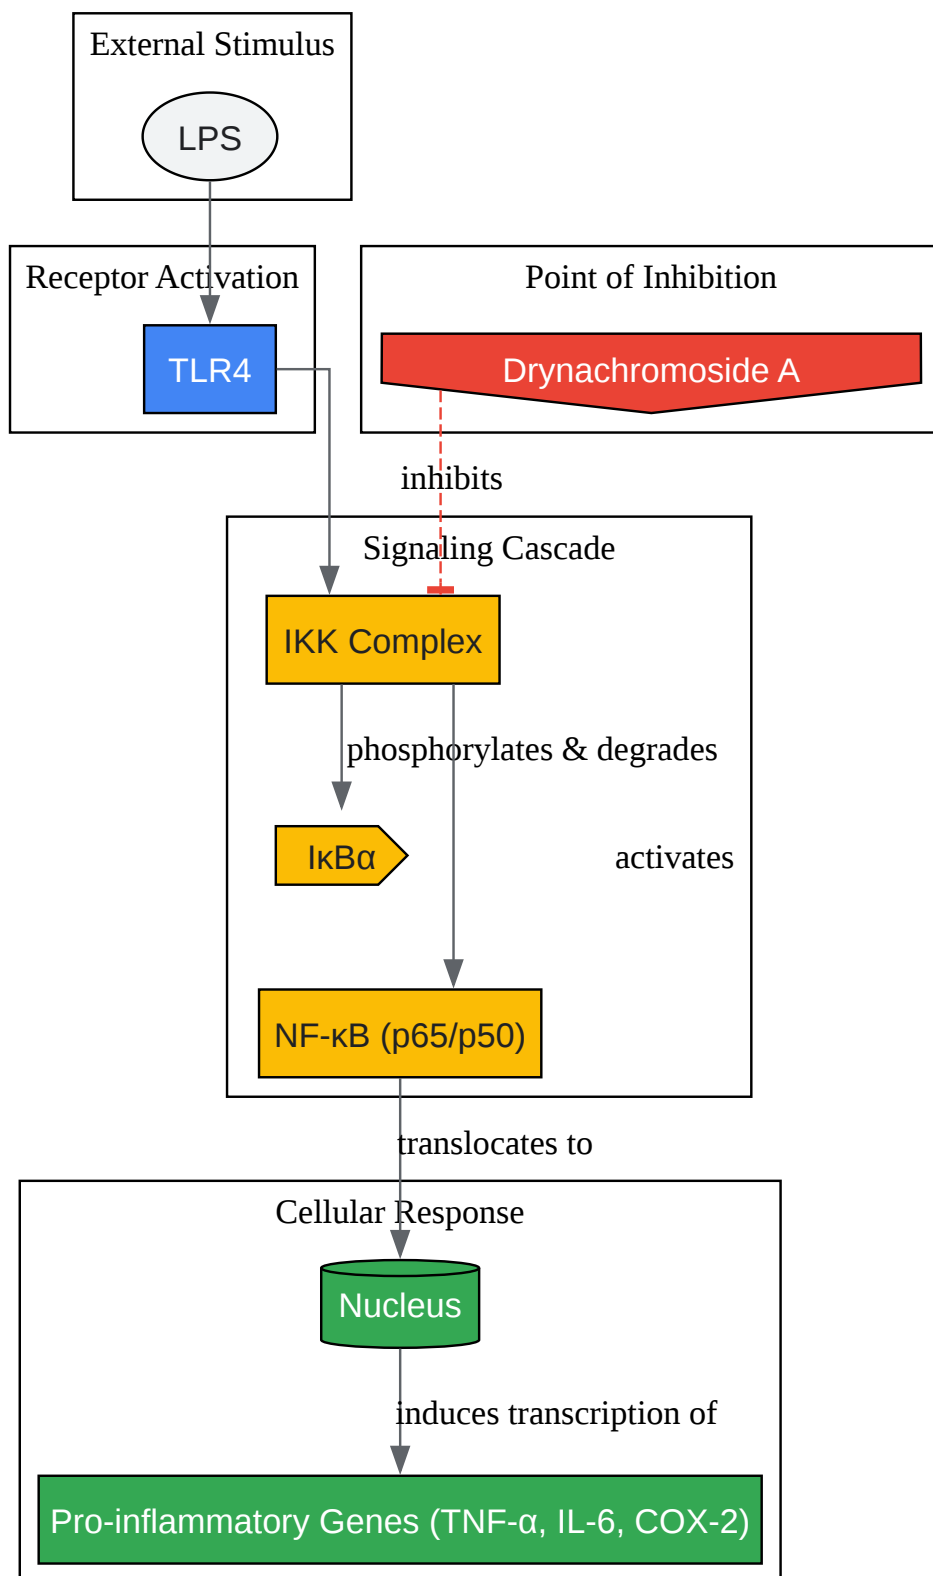 External Stimulus
LPS
Receptor Activation
TLR4
Point of Inhibition
Drynachromoside A
inhibits
Signaling Cascade
IKK Complex
phosphorylates & degrades
IκBα
activates
NF-κB (p65/p50)
translocates to
Cellular Response
Nucleus
induces transcription of
Pro-inflammatory Genes (TNF-α, IL-6, COX-2)